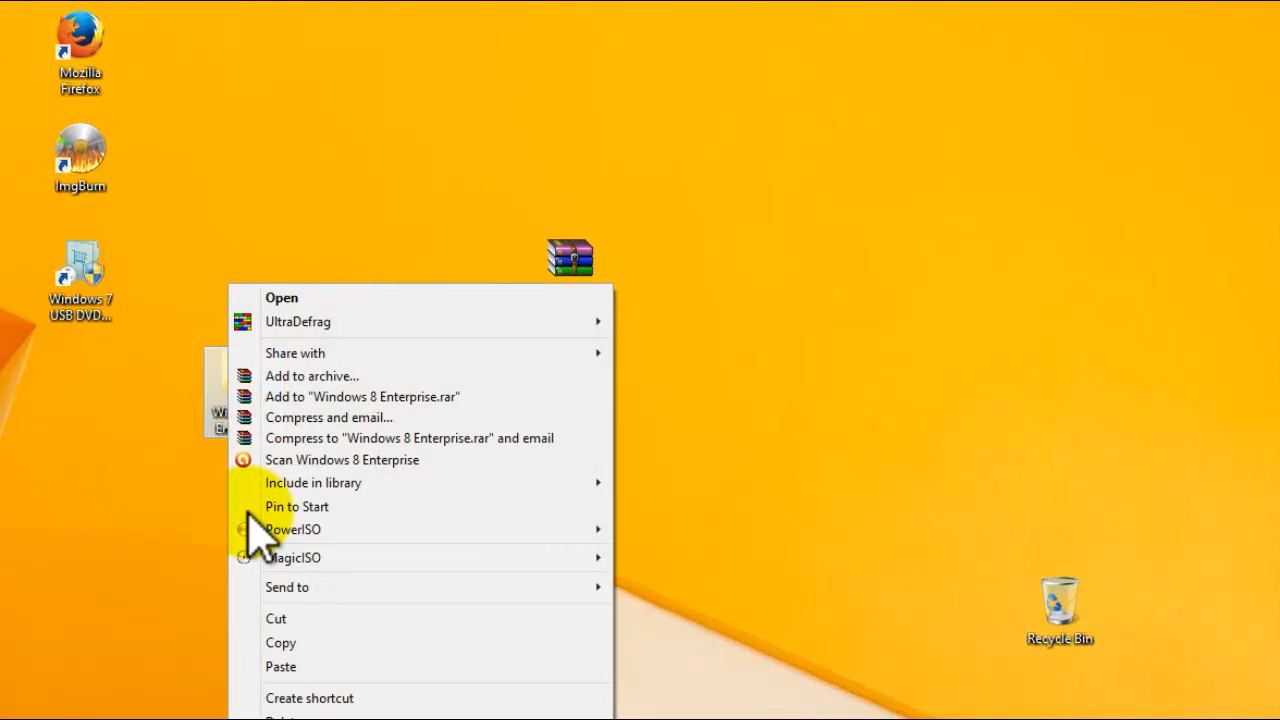 Mozilla
Firefox
ImgBurn
Windows 7
USB DVD...
Open
UltraDefrag
Share with
Add to archive...
Add to "Windows 8 Enterprise.rar"
Compress and email...
Compress to "Windows 8 Enterprise.rar" and email
Scan Windows 8 Enterprise
Include in library
Pin to Start
PowerISO
MagicISO
Send to
Cut
Copy
Paste
Create shortcut
Recycle Bin